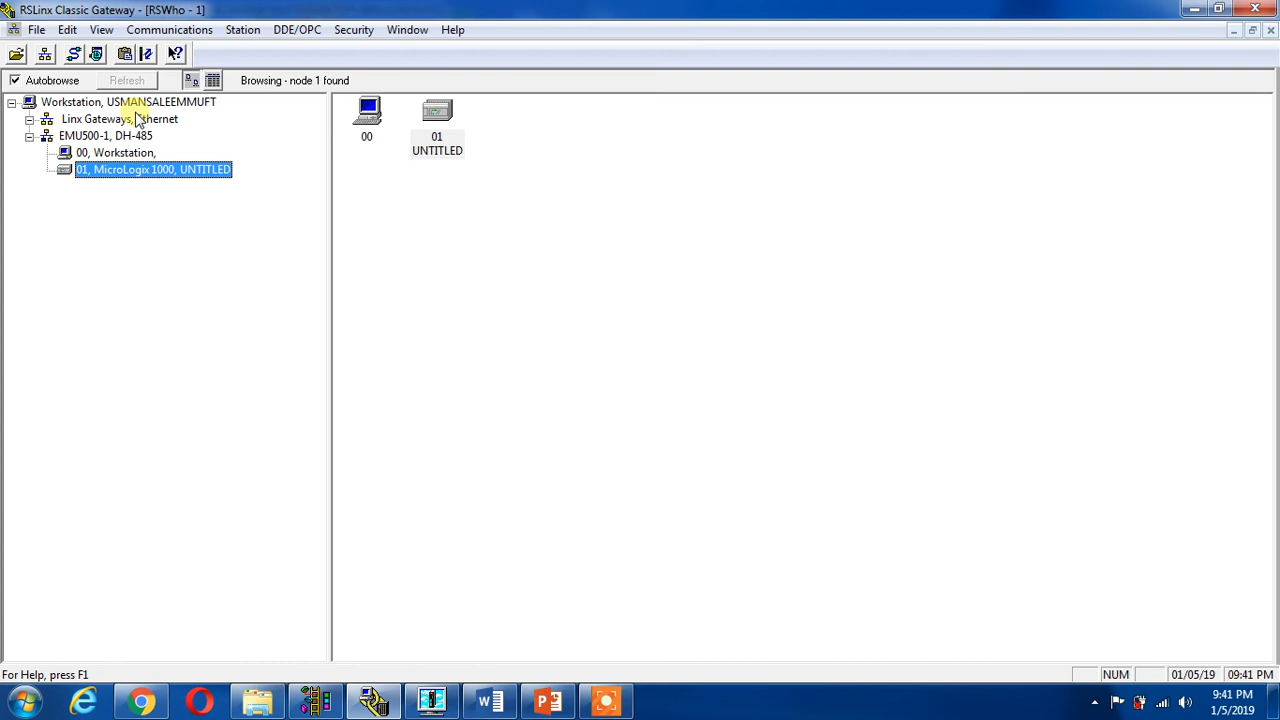 RSLinx Classic Gateway - [RSWho - 1]
File Edit View Communications Station DDE/OPC Security Window Help
Autobrowse Refresh Browsing - node 1 found
Workstation, USMANSALEEMMUFT
Linx Gateways, Ethernet
EMU500-1, DH-485
00, Workstation,
01, MicroLogix 1000, UNTITLED
00
01
UNTITLED
For Help, press F1
NUM 01/05/19 09:41 PM
9:41 PM
1/5/2019